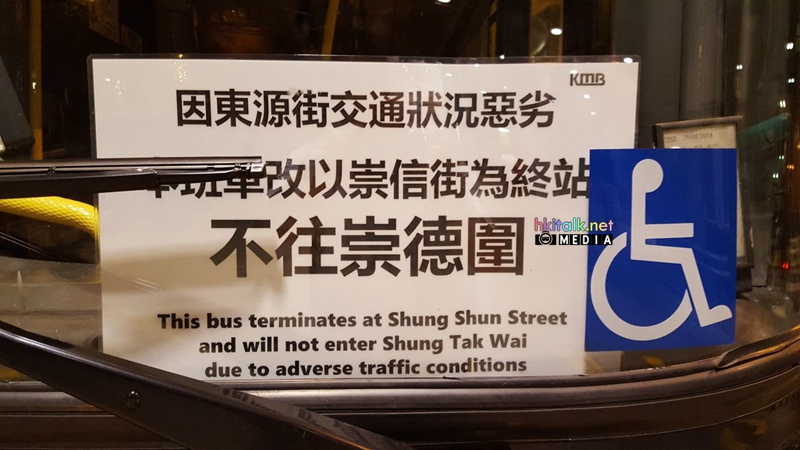 KMB
因東源街交通狀況惡劣
本班車改以崇信街為終站
不往崇德圍
hkitalk.net
MEDIA
This bus terminates at Shung Shun Street
and will not enter Shung Tak Wai
due to adverse traffic conditions